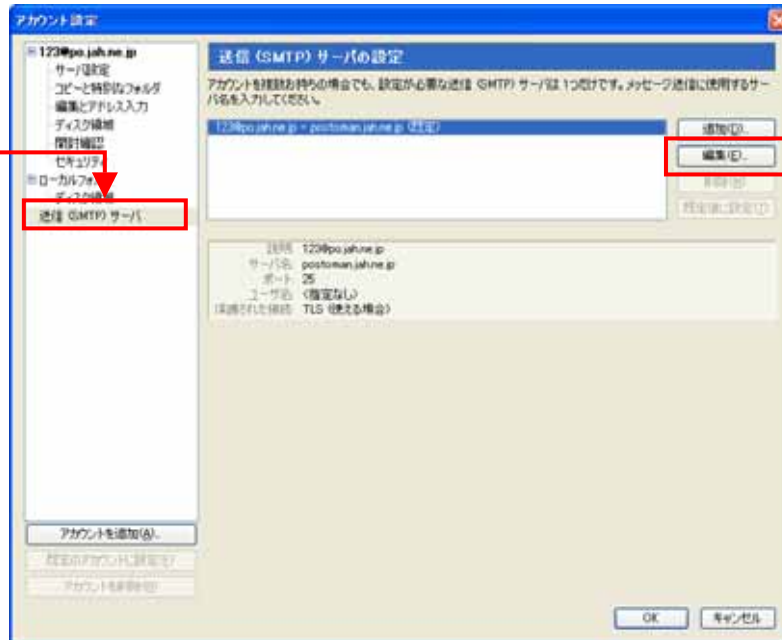 アカウント設定
123@po.jah.ne.jp
サーバ設定
コピーと特別なフォルダ
編集とアドレス入力
ディスク領域
開封確認
セキュリティ
ローカルフォ
ディスク領域
送信 (SMTP) サーバ
アカウントを追加(A)...
既定のアカウントに設定(T)
アカウントを削除(R)
送信 (SMTP) サーバの設定
アカウントを複数お持ちの場合でも、設定が必要な送信 (SMTP) サーバは 1つだけです。メッセージ送信に使用するサー
バ名を入力してください。
123@po.jah.ne.jp - postoman.jah.ne.jp (既定)
追加(D)...
編集(E)...
削除(M)
既定値に設定(T)
説明: 123@po.jah.ne.jp
サーバ名: postoman.jah.ne.jp
ポート: 25
ユーザ名: <指定なし>
保護された接続: TLS (使える場合)
OK
キャンセル